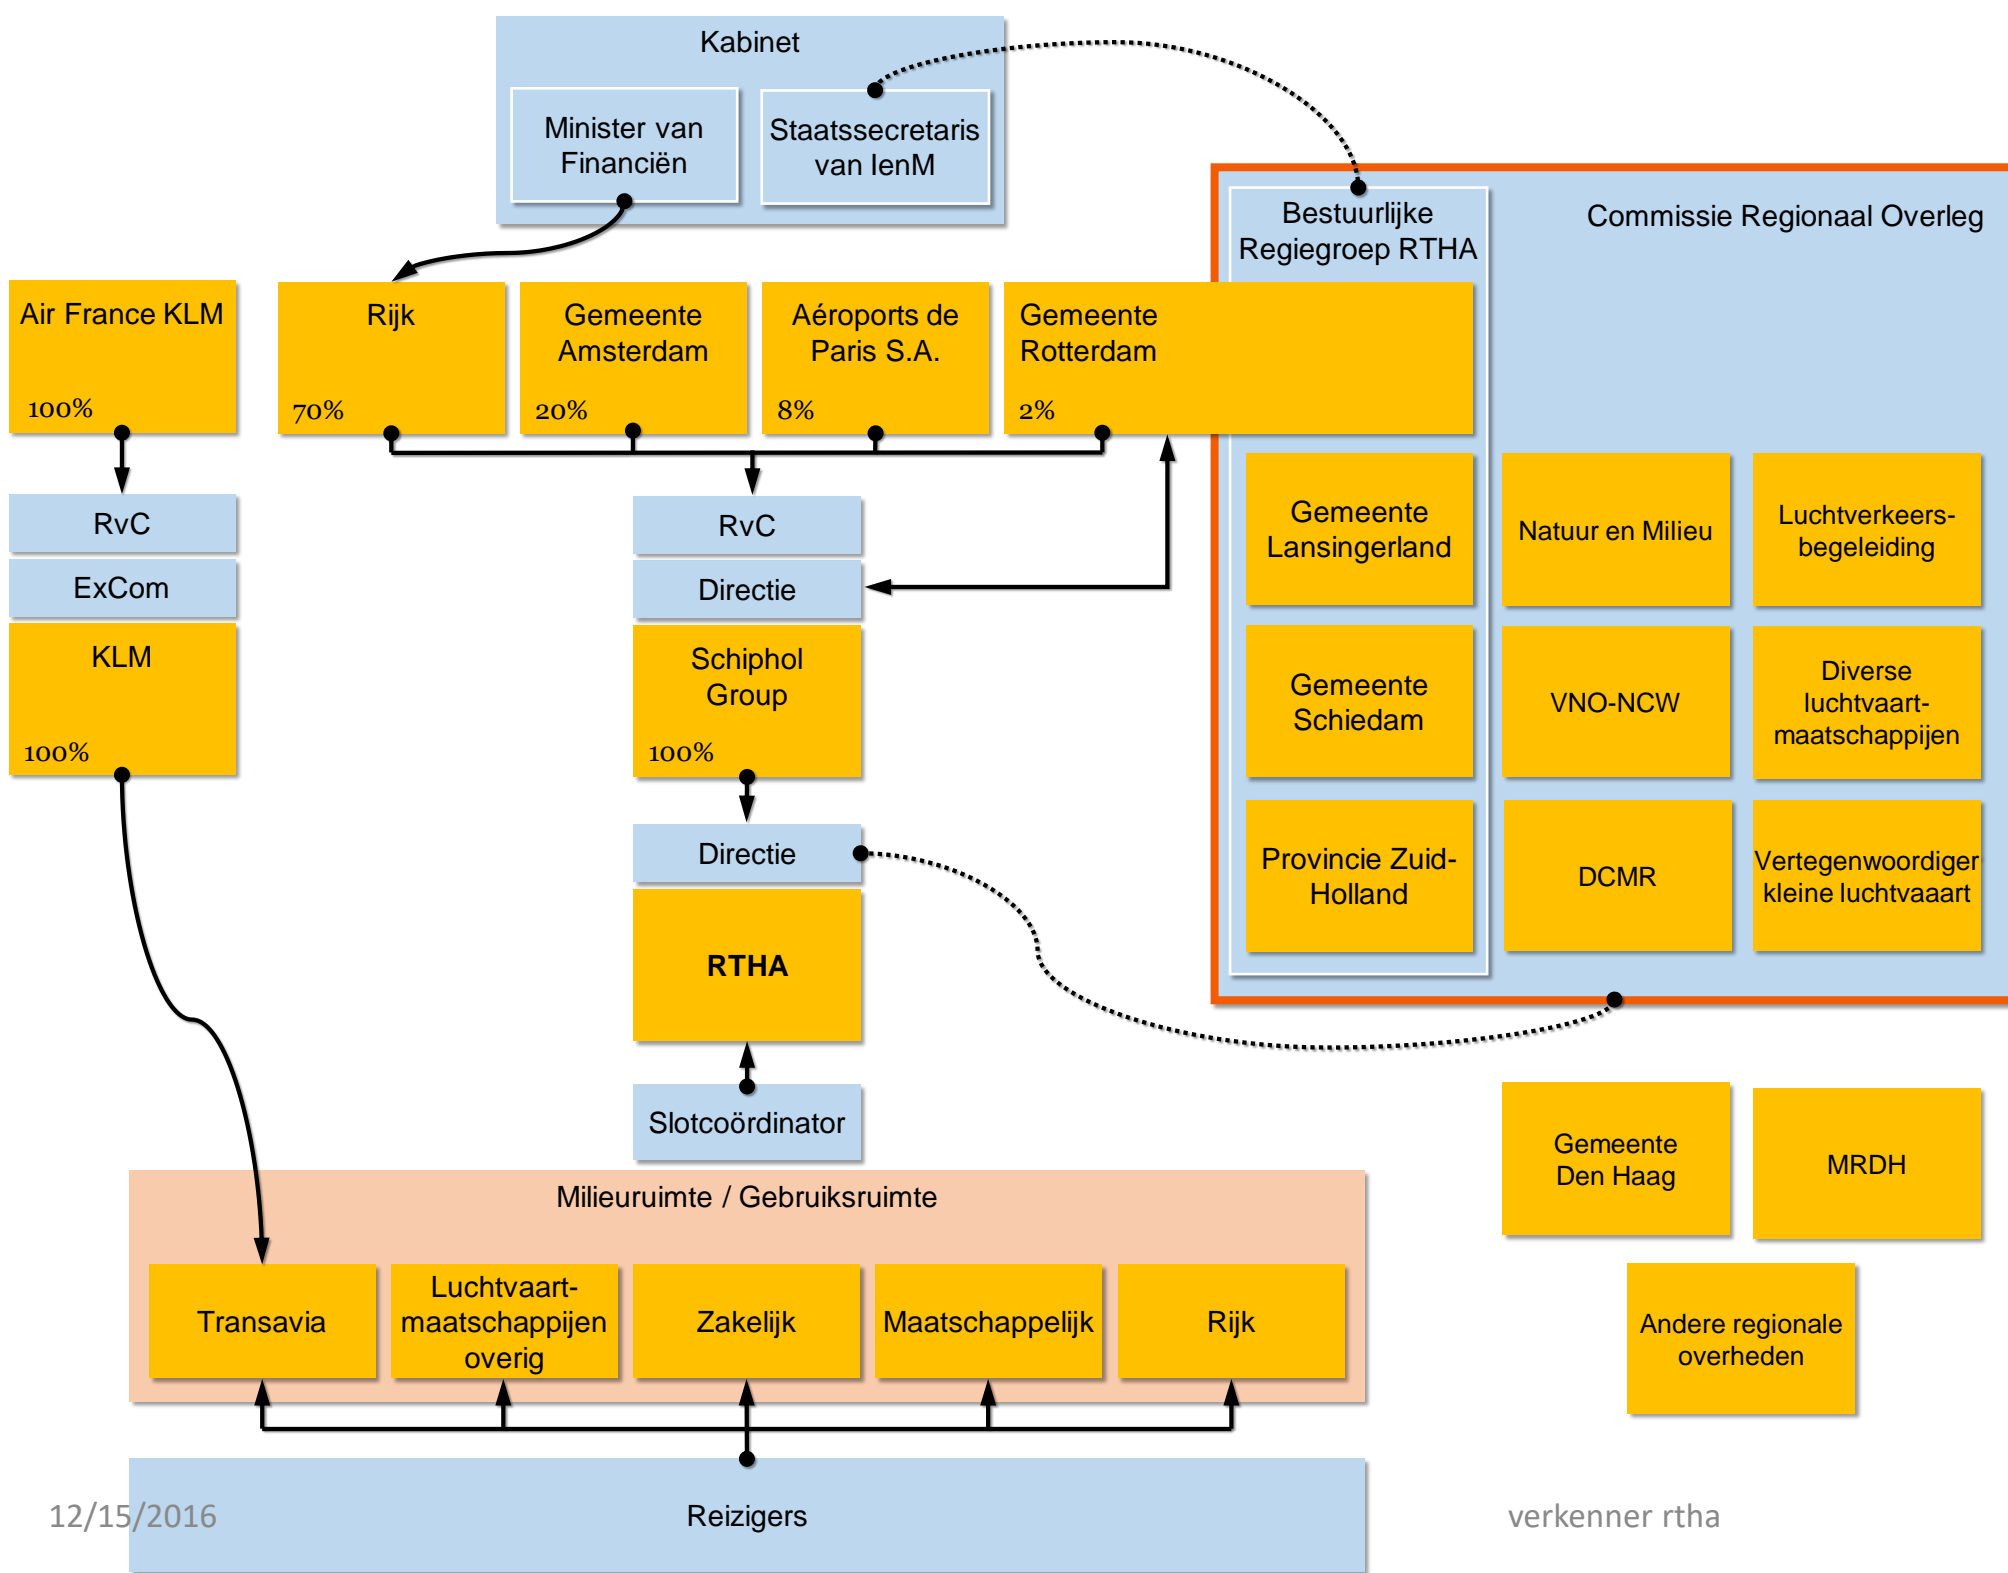 Kabinet
Minister van
Financiën
Staatssecretaris
van IenM
Bestuurlijke
Regiegroep RTHA
Commissie Regionaal Overleg
Air France KLM
100%
Rijk
70%
Gemeente
Amsterdam
20%
Aéroports de
Paris S.A.
8%
Gemeente
Rotterdam
2%
RvC
ExCom
KLM
100%
RvC
Directie
Schiphol
Group
100%
Directie
RTHA
Slotcoördinator
Gemeente
Lansingerland
Natuur en Milieu
Luchtverkeers-
begeleiding
Gemeente
Schiedam
VNO-NCW
Diverse
luchtvaart-
maatschappijen
Provincie Zuid-
Holland
DCMR
Vertegenwoordiger
kleine luchtvaaart
Gemeente
Den Haag
MRDH
Andere regionale
overheden
Milieuruimte / Gebruiksruimte
Transavia
Luchtvaart-
maatschappijen
overig
Zakelijk
Maatschappelijk
Rijk
Reizigers
12/15/2016
verkenner rtha